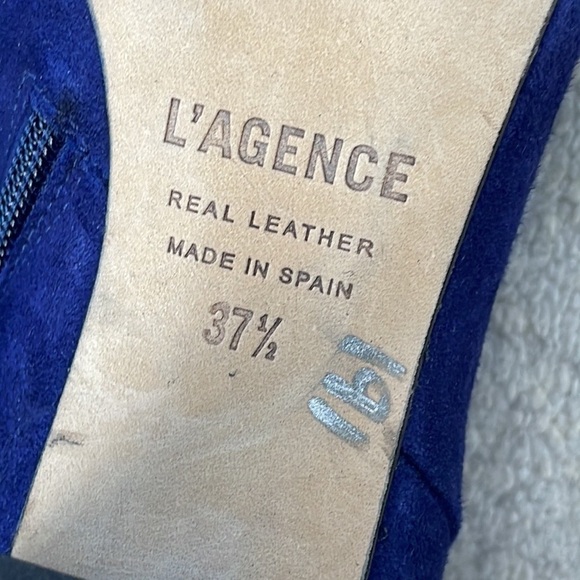 L'AGENCE
REAL LEATHER
MADE IN SPAIN
37½